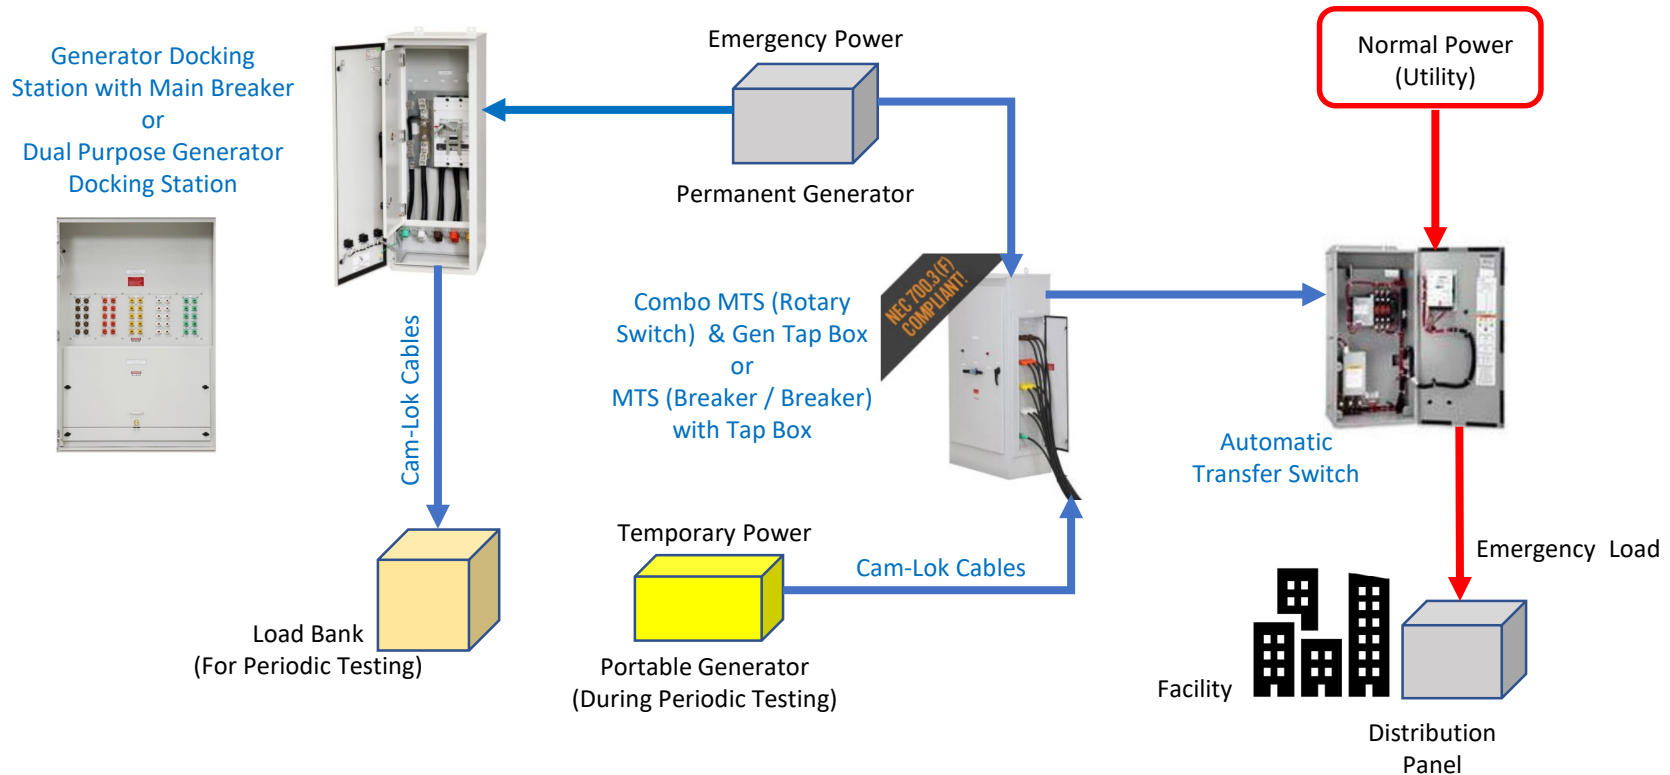 Generator Docking
Station with Main Breaker
or
Dual Purpose Generator
Docking Station
Emergency Power
Permanent Generator
Normal Power
(Utility)
NEC 700.3 (F)
COMPLIANT!
Combo MTS (Rotary
Switch) & Gen Tap Box
or
MTS (Breaker / Breaker)
with Tap Box
Cam-Lok Cables
Automatic
Transfer Switch
Temporary Power
Cam-Lok Cables
Emergency Load
Load Bank
(For Periodic Testing)
Portable Generator
(During Periodic Testing)
Facility
Distribution
Panel